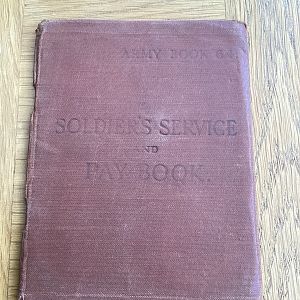 ARMY BOOK 64.
SOLDIER'S SERVICE
AND
PAY BOOK.